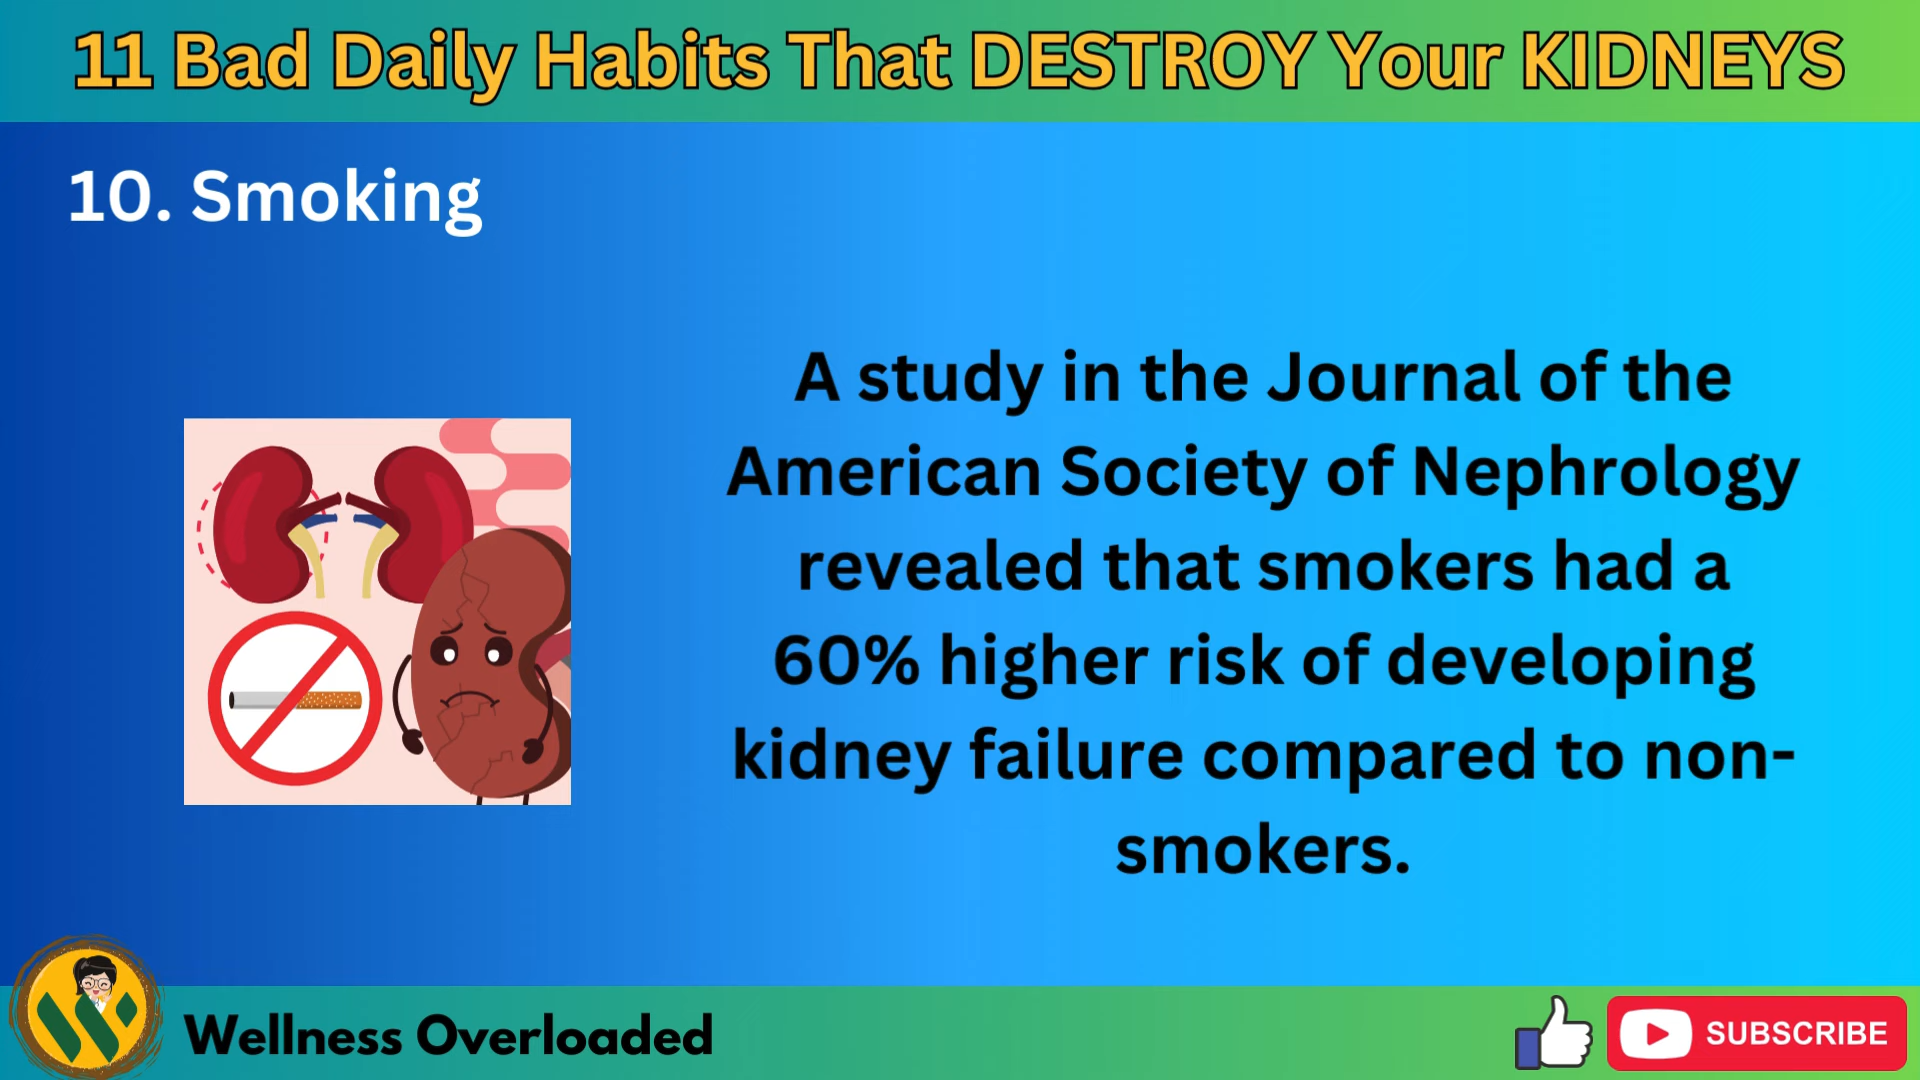 11 Bad Daily Habits That DESTROY Your KIDNEYS
10. Smoking
A study in the Journal of the
American Society of Nephrology
revealed that smokers had a
60% higher risk of developing
kidney failure compared to non-
smokers.
Wellness Overloaded
SUBSCRIBE